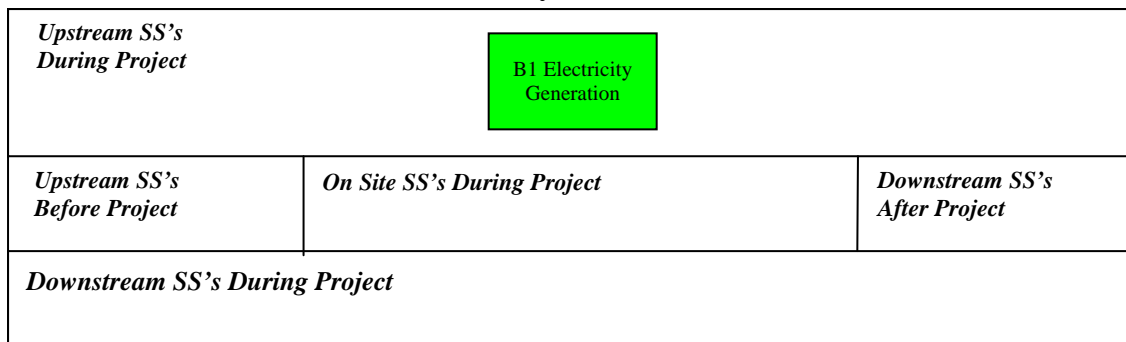 Upstream SS’s
During Project
B1 Electricity
Generation
Upstream SS’s
Before Project
On Site SS’s During Project
Downstream SS’s
After Project
Downstream SS’s During Project